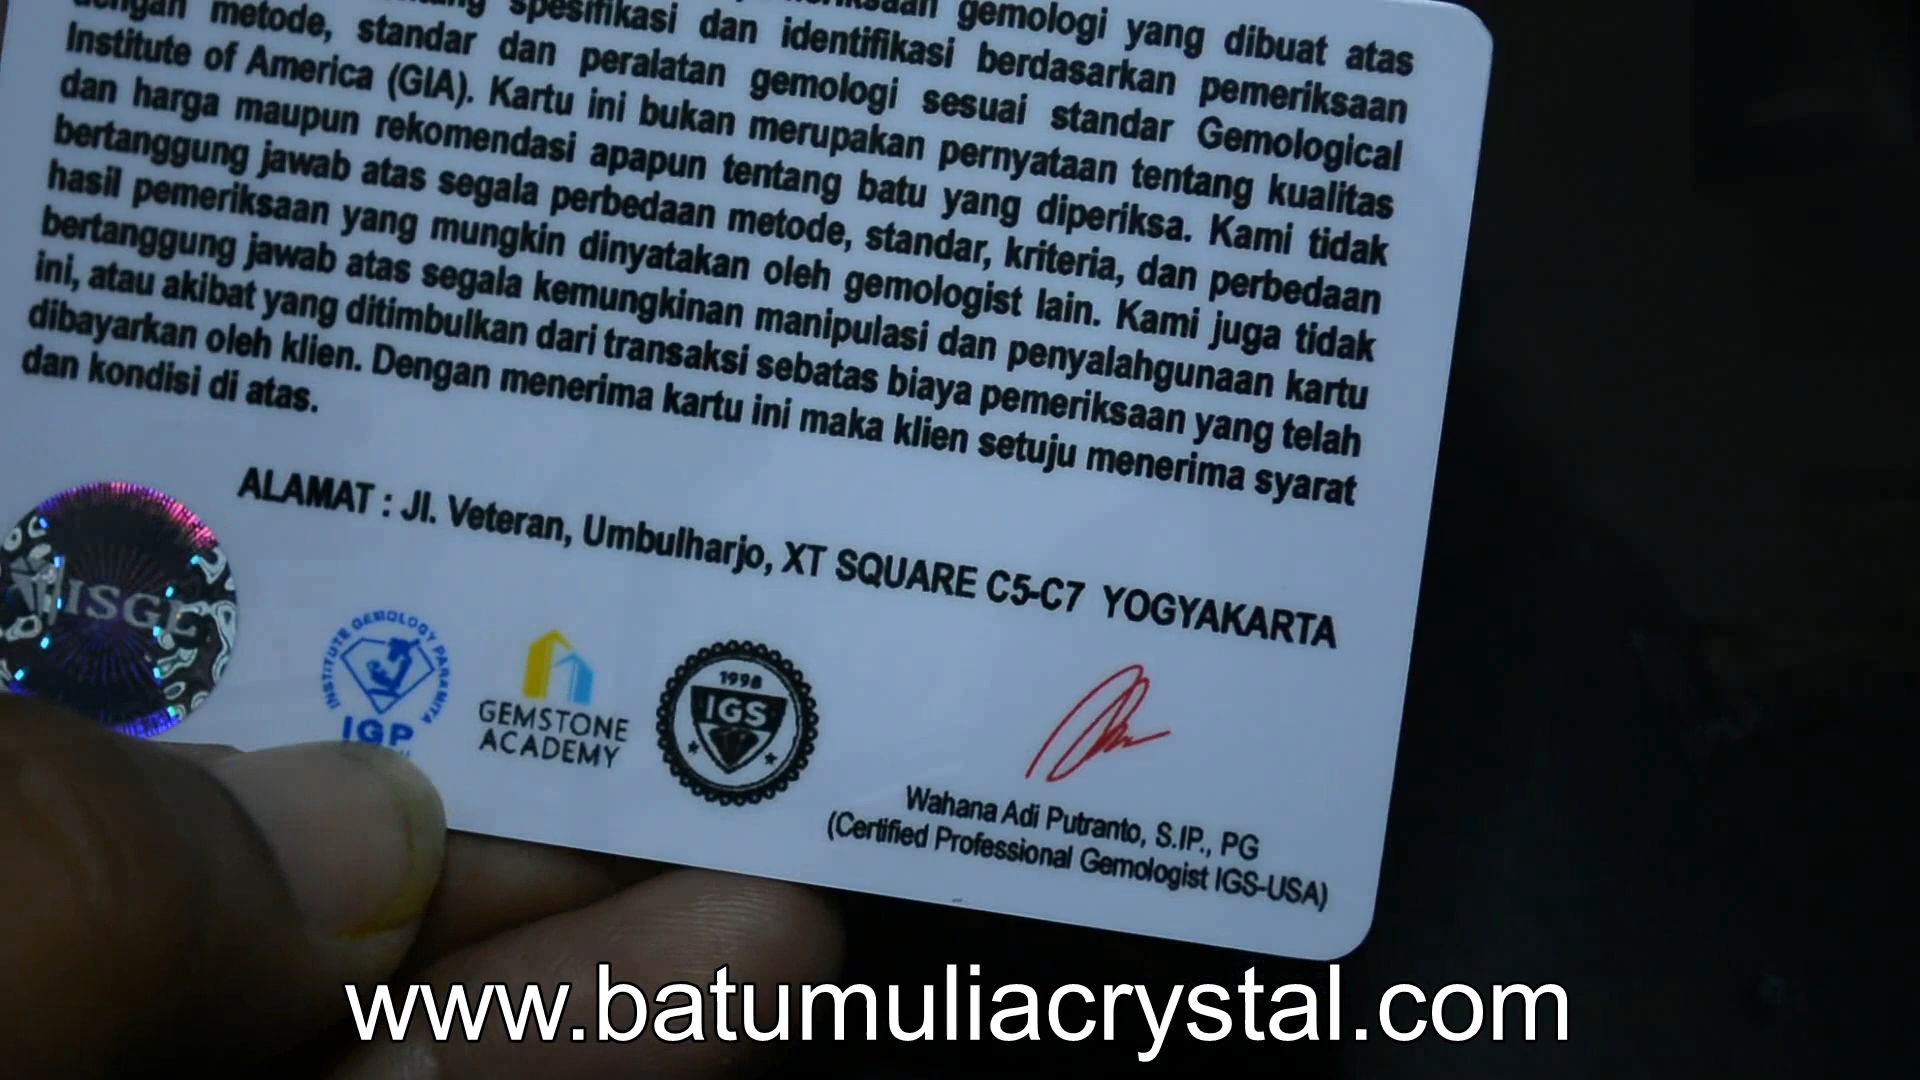 spesifikasi dan identifikasi berdasarkan pemeriksaan
gemologi yang dibuat atas
dengan metode, standar dan peralatan gemologi sesuai standar Gemological
Institute of America (GIA). Kartu ini bukan merupakan pernyataan tentang kualitas
dan harga maupun rekomendasi apapun tentang batu yang diperiksa. Kami tidak
bertanggung jawab atas segala perbedaan metode, standar, kriteria, dan perbedaan
hasil pemeriksaan yang mungkin dinyatakan oleh gemologist lain. Kami juga tidak
bertanggung jawab atas segala kemungkinan manipulasi dan penyalahgunaan kartu
ini, atau akibat yang ditimbulkan dari transaksi sebatas biaya pemeriksaan yang telah
dibayarkan oleh klien. Dengan menerima kartu ini maka klien setuju menerima syarat
dan kondisi di atas.
ALAMAT : Jl. Veteran, Umbulharjo, XT SQUARE C5-C7 YOGYAKARTA
ISGL
INSTITUTE GEMOLOGY PARAMITA
IGP
GEMSTONE
ACADEMY
1998
IGS
Wahana Adi Putranto, S.IP., PG
(Certified Professional Gemologist IGS-USA)
www.batumuliacrystal.com